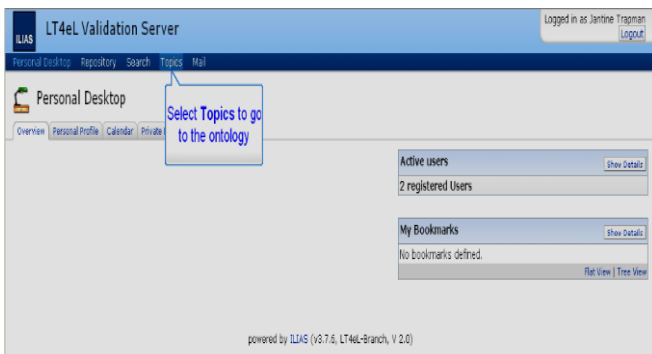 LT4eL Validation Server
ILIAS
Logged in as Jantine Trapman
Logout
Personal Desktop Repository Search Topics Mail
Personal Desktop
Select Topics to go
to the ontology
Overview Personal Profile Calendar Private
Active users Show Details
2 registered Users
My Bookmarks Show Details
No bookmarks defined.
Flat View | Tree View
powered by ILIAS (v3.7.6, LT4eL-Branch, V 2.0)